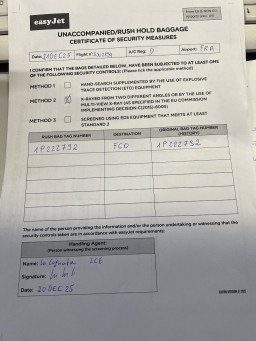 easyJet
UNACCOMPANIED/RUSH HOLD BAGGAGE
CERTIFICATE OF SECURITY MEASURES
Date: 20DEC25 Flight # A/C Reg: Airport:
I CONFIRM THAT THE BAGS DETAILED BELOW, HAVE BEEN SUBJECTED TO AT LEAST ONE
OF THE FOLLOWING SECURITY CONTROLS: (Please tick the applicable method)
METHOD 1 HAND-SEARCH SUPPLEMENTED BY THE USE OF EXPLOSIVE
TRACE DETECTION (ETD) EQUIPMENT
METHOD 2 X-RAYED FROM TWO DIFFERENT ANGLES OR BY THE USE OF
MULTI-VIEW X-RAY (AS SPECIFIED IN THE EU COMMISSION
IMPLEMENTING DECISION C(2015)-8005)
METHOD 3 SCREENED USING EDS EQUIPMENT THAT MEETS AT LEAST
STANDARD 2
RUSH BAG TAG NUMBER DESTINATION ORIGINAL BAG TAG NUMBER
(HISTORY)
1P222792 FCO 1P222792
The name of the person providing the information and/or the person undertaking or witnessing that the
security controls taken are in accordance with easyJet requirements:
Handling Agent
(Person witnessing the screening process)
Name: LCE
Signature:
Date: 20 DEC 25